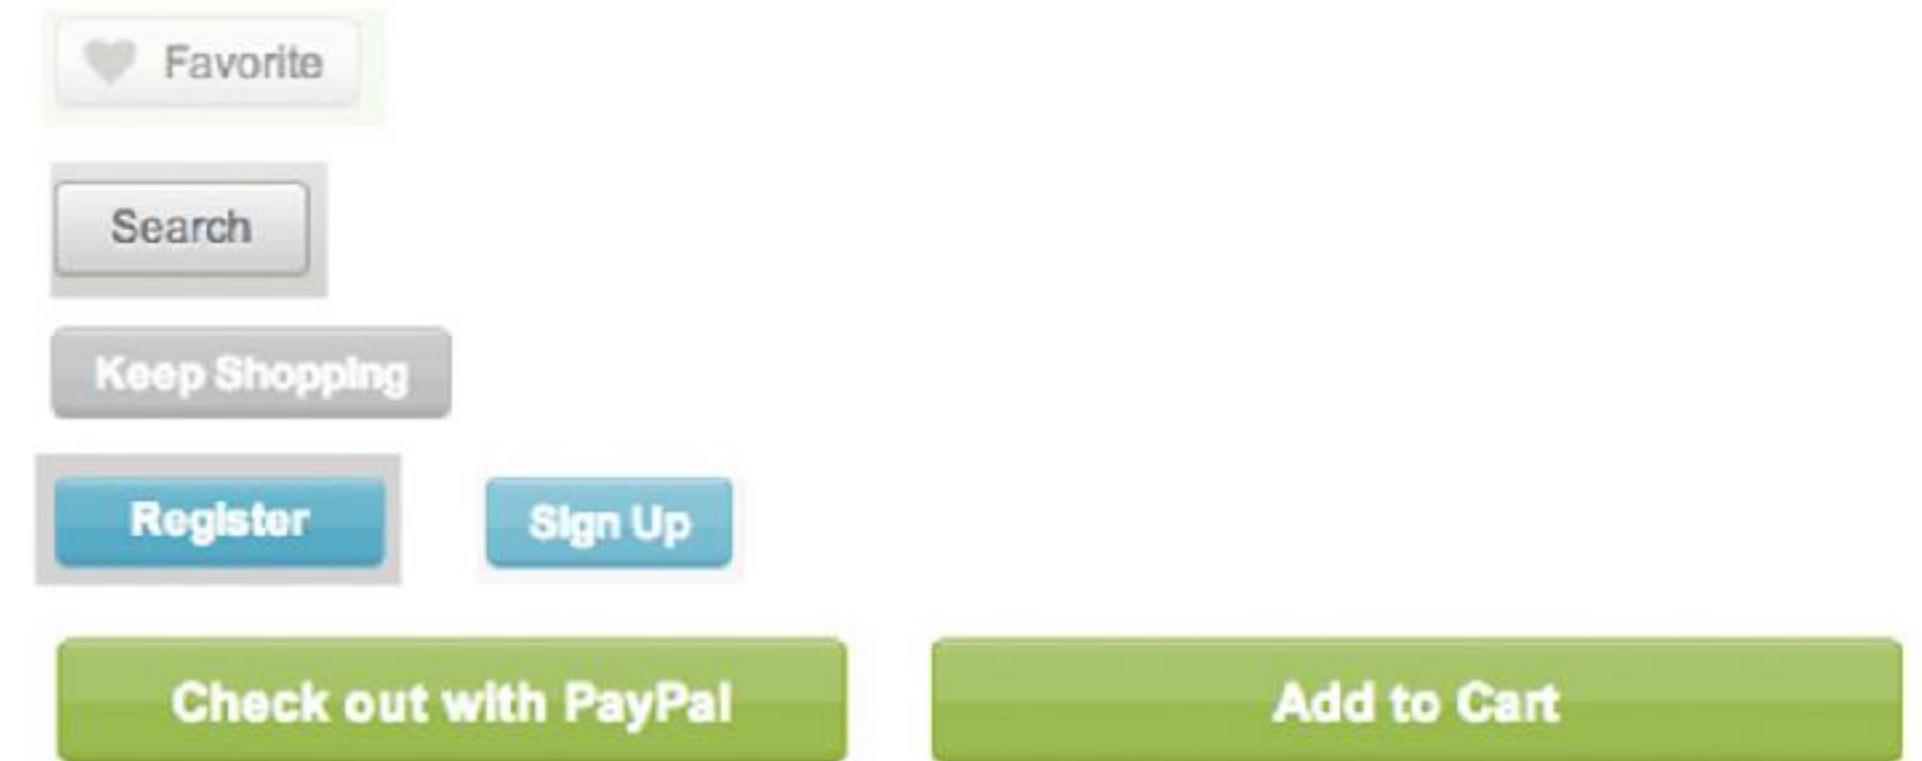 Favorite
Search
Keep Shopping
Register
Sign Up
Check out with PayPal
Add to Cart